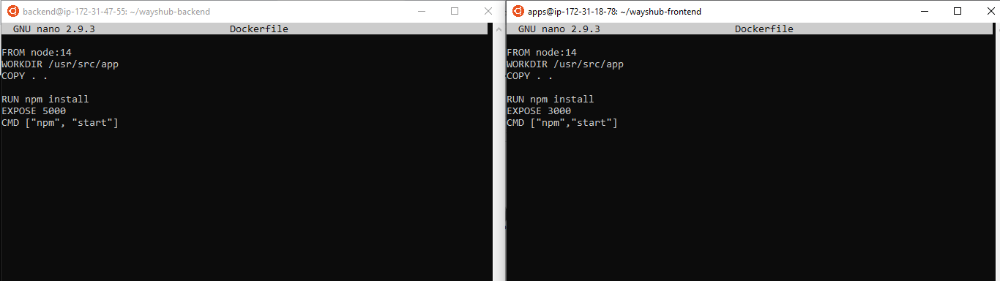 backend@ip-172-31-47-55: ~/wayshub-backend
GNU nano 2.9.3 Dockerfile
FROM node:14
WORKDIR /usr/src/app
COPY . .
RUN npm install
EXPOSE 5000
CMD ["npm", "start"]
apps@ip-172-31-18-78: ~/wayshub-frontend
GNU nano 2.9.3 Dockerfile
FROM node:14
WORKDIR /usr/src/app
COPY . .
RUN npm install
EXPOSE 3000
CMD ["npm","start"]